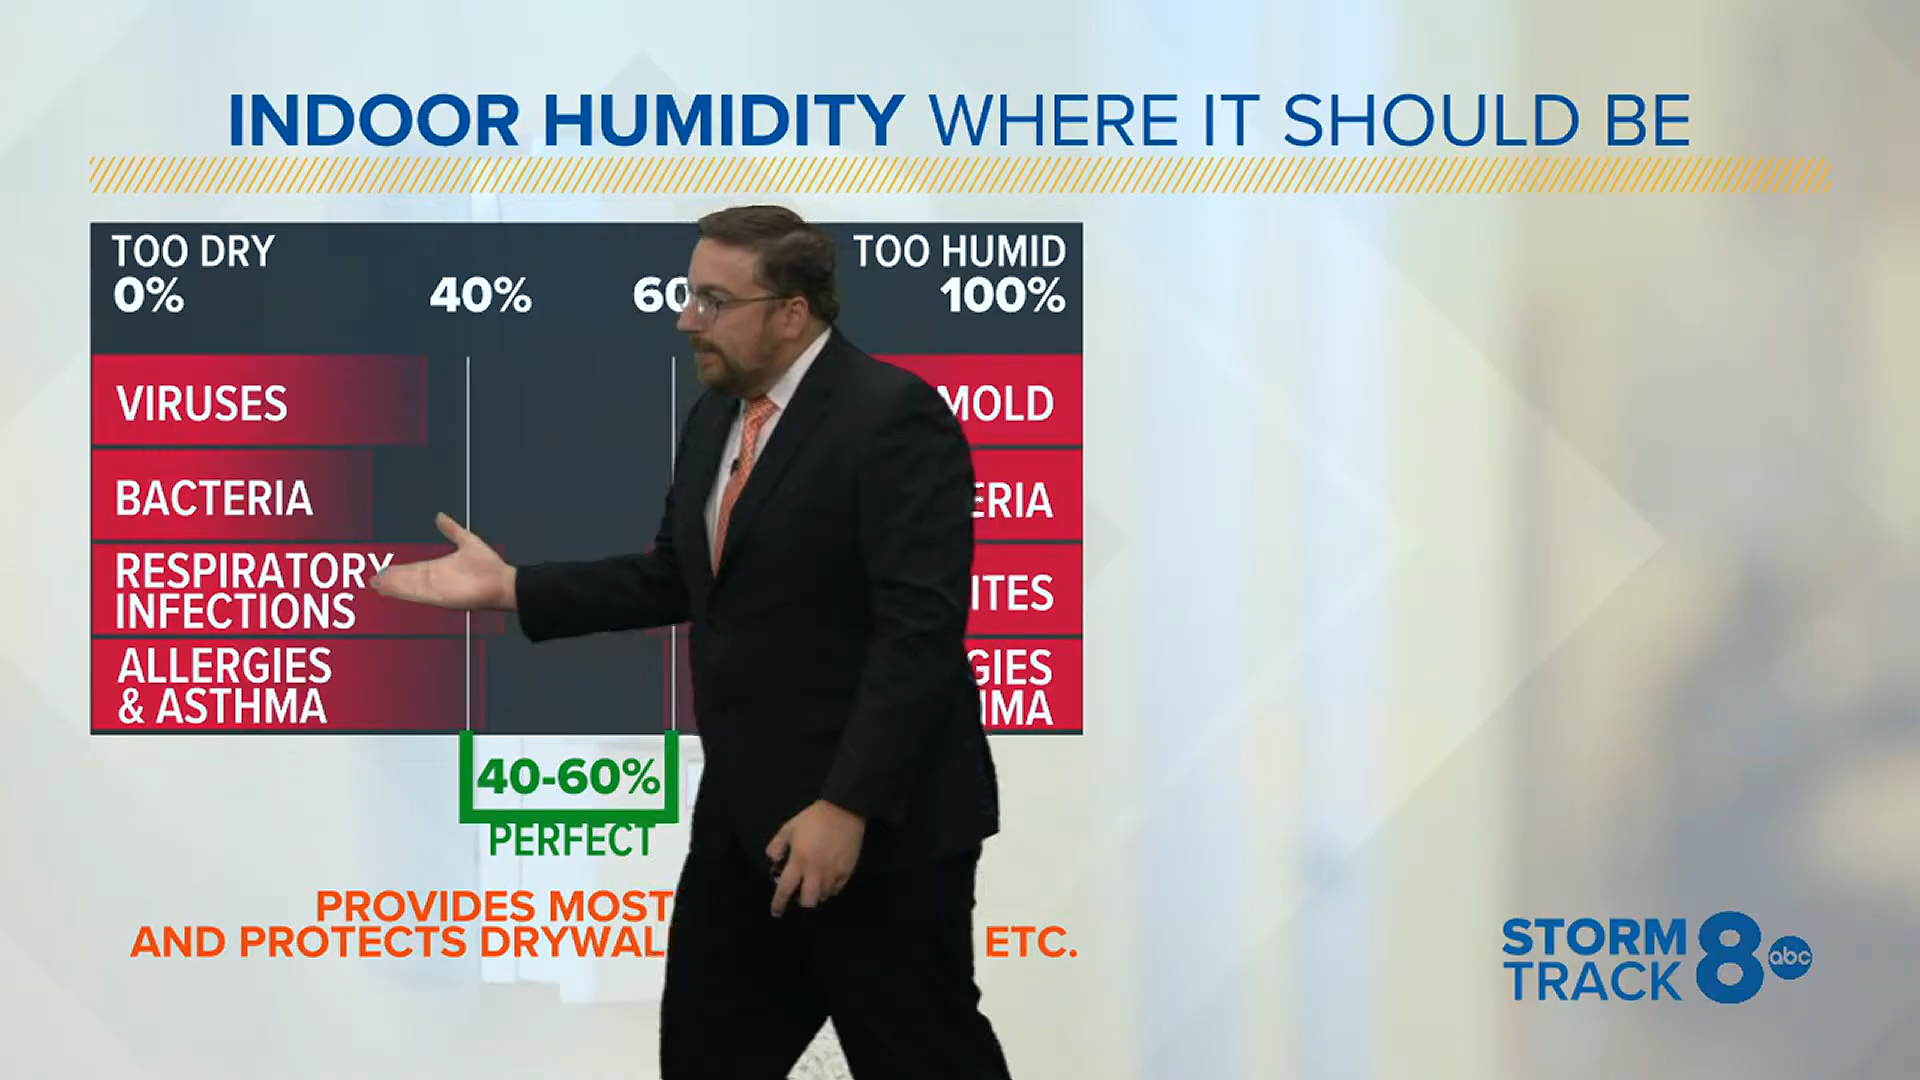 INDOOR HUMIDITY WHERE IT SHOULD BE
TOO DRY
0%
40%
TOO HUMID
100%
VIRUSES
MOLD
BACTERIA
RESPIRATORY
INFECTIONS
ALLERGIES
& ASTHMA
40-60%
PERFECT
PROVIDES MOST
AND PROTECTS ETC.
STORM
TRACK
8
abc